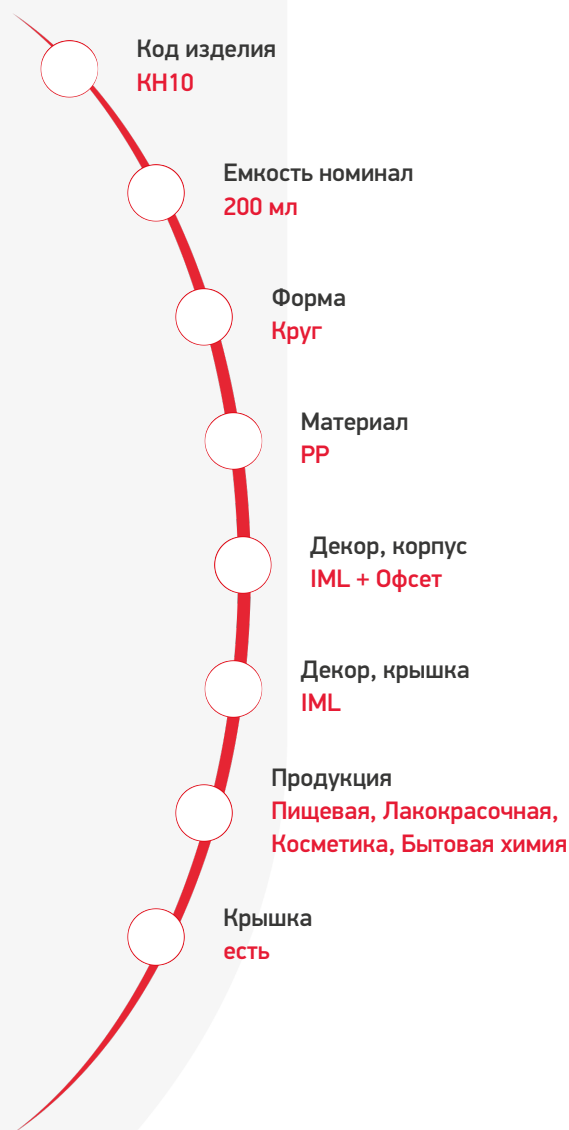 Код изделия
КН10
Емкость номинал
200 мл
Форма
Круг
Материал
PP
Декор, корпус
IML + Офсет
Декор, крышка
IML
Продукция
Пищевая, Лакокрасочная,
Косметика, Бытовая химия
Крышка
есть